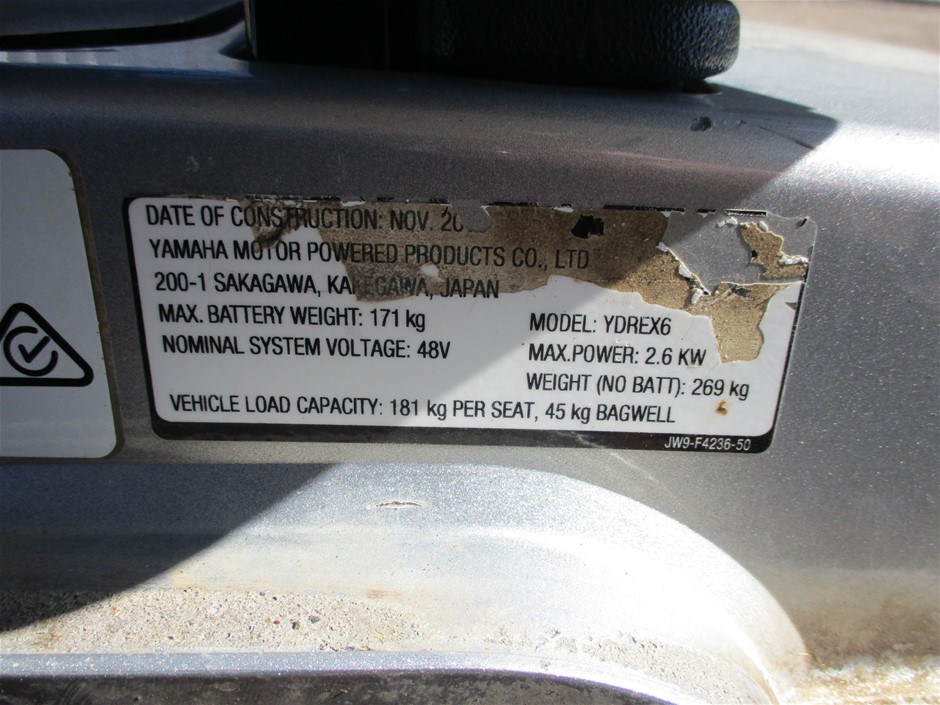 DATE OF CONSTRUCTION: NOV. 20
YAMAHA MOTOR POWERED PRODUCTS CO., LTD
200-1 SAKAGAWA, KAKEGAWA, JAPAN
MAX. BATTERY WEIGHT: 171 kg
MODEL: YDREX6
NOMINAL SYSTEM VOLTAGE: 48V
MAX.POWER: 2.6 KW
WEIGHT (NO BATT): 269 kg
VEHICLE LOAD CAPACITY: 181 kg PER SEAT, 45 kg BAGWELL
JW9-F4236-50